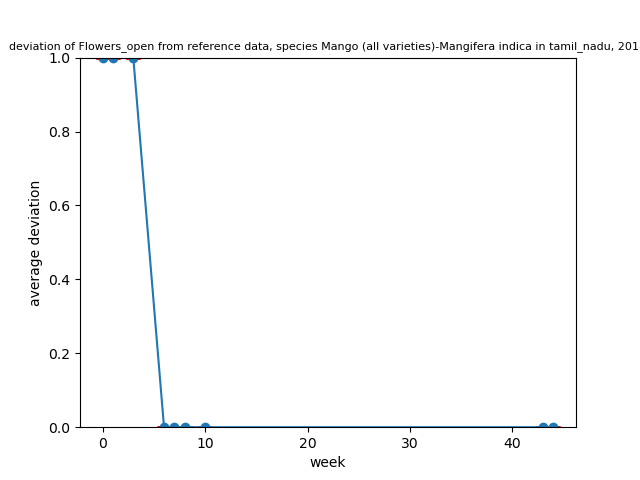 deviation of Flowers_open from reference data, species Mango (all varieties)-Mangifera indica in tamil_nadu, 201
1.0
0.8
0.6
0.4
0.2
0.0
average deviation
0 10 20 30 40
week